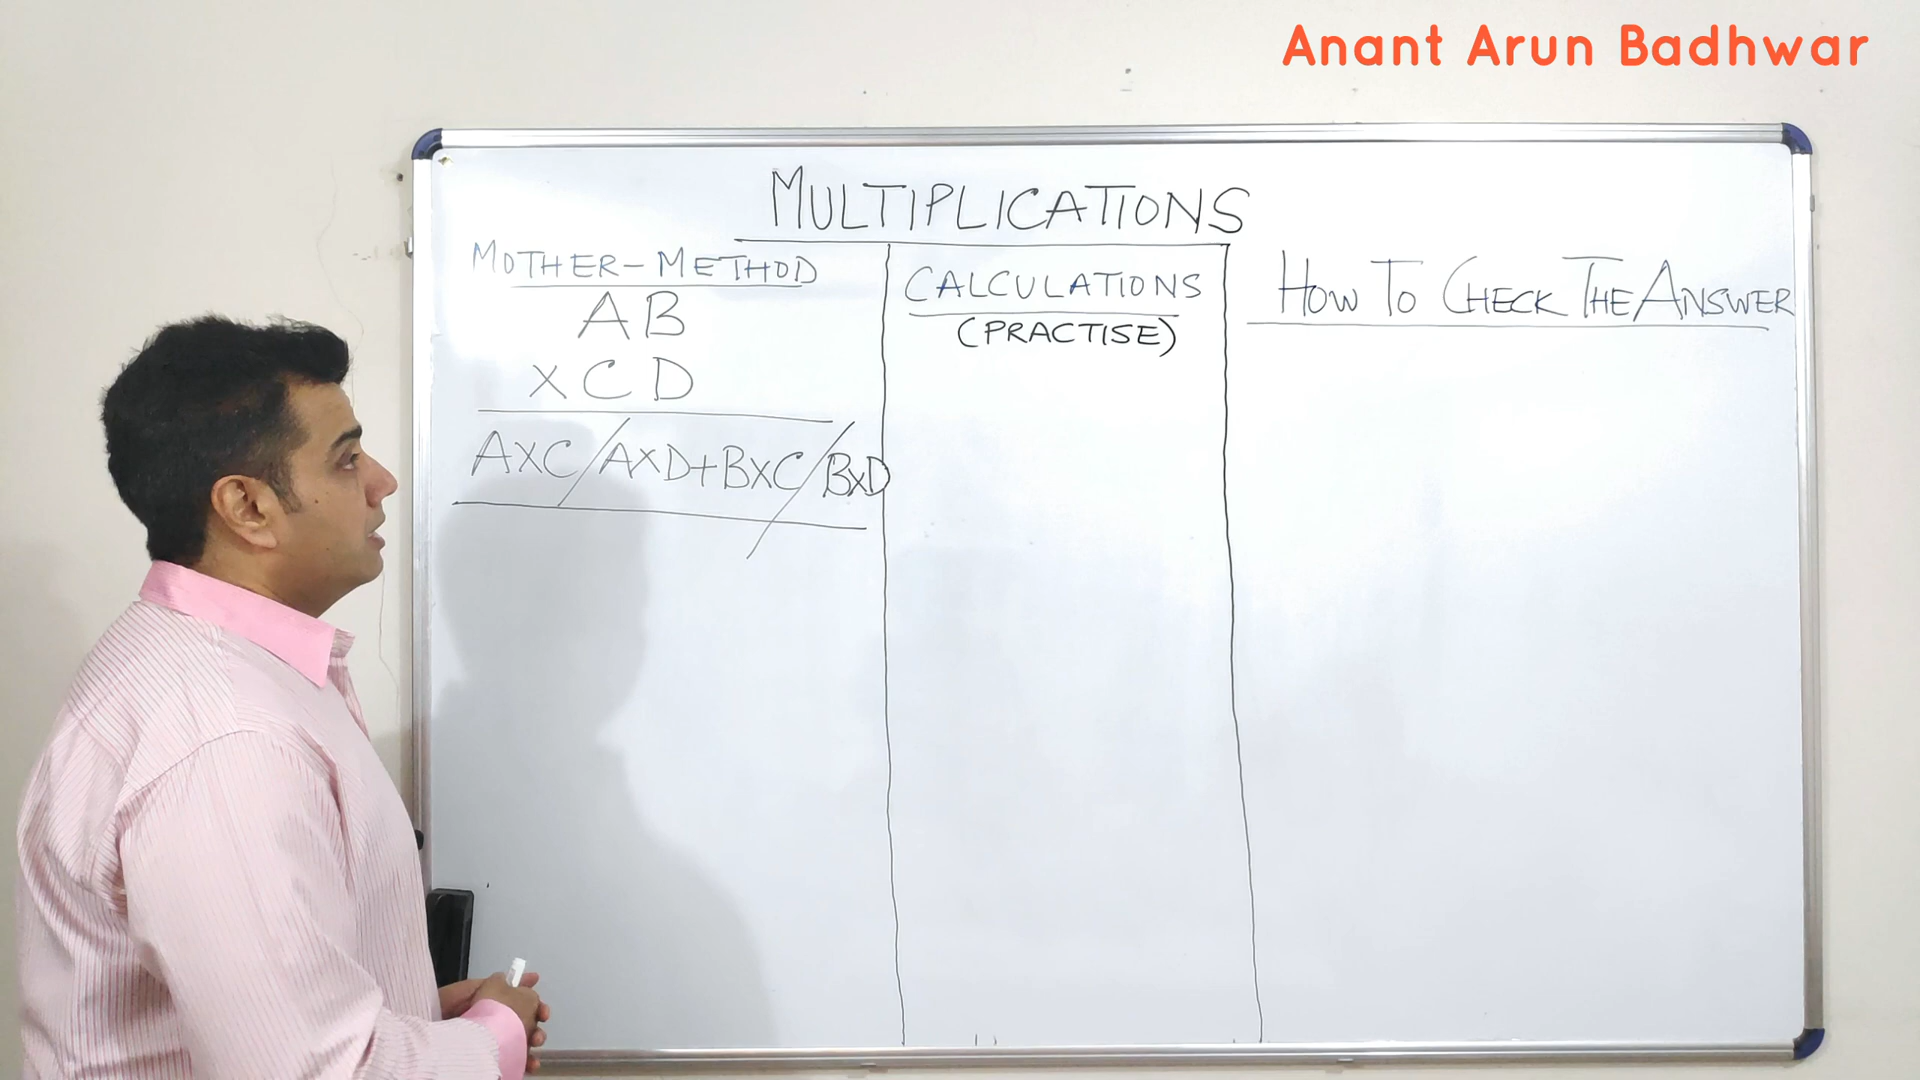 Anant Arun Badhwar
MULTIPLICATIONS
MOTHER-METHOD
AB
X CD
AXC/AXD+BXC/BXD
CALCULATIONS
(PRACTISE)
HOW TO CHECK THE ANSWER